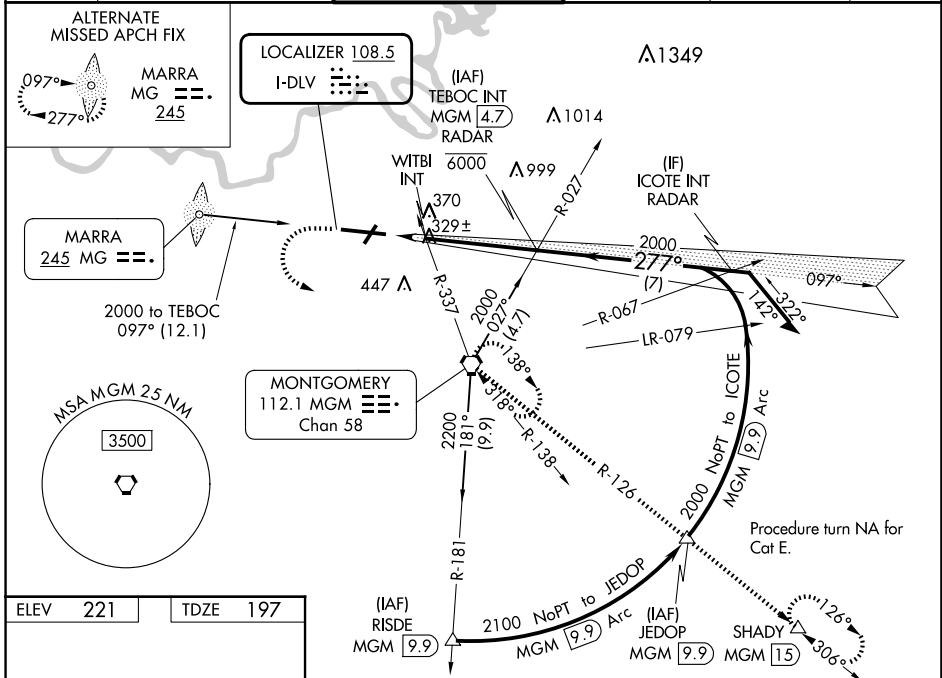 ALTERNATE
MISSED APCH FIX
097°
277°
MARRA
MG
245
LOCALIZER 108.5
I-DLV
1349
(IAF)
TEBOC INT
MGM 4.7
RADAR
6000
1014
999
R-027
WITBI
INT
370
329±
(IF)
ICOTE INT
RADAR
MARRA
245 MG
2000 to TEBOC
097° (12.1)
447
2000
277°
(7)
097°
R-067
142°
322°
LR-079
R-337
2000
027°
(4.7)
138°
318°
R-138
MONTGOMERY
112.1 MGM
Chan 58
MSA MGM 25 NM
3500
2200
181°
(9.9)
R-126
2000 NoPT to ICOTE
MGM 9.9 Arc
Procedure turn NA for
Cat E.
R-181
2100 NoPT to JEDOP
MGM 9.9 Arc
(IAF)
RISDE
MGM 9.9
(IAF)
JEDOP
MGM 9.9
SHADY
MGM 15
126°
306°
ELEV 221
TDZE 197